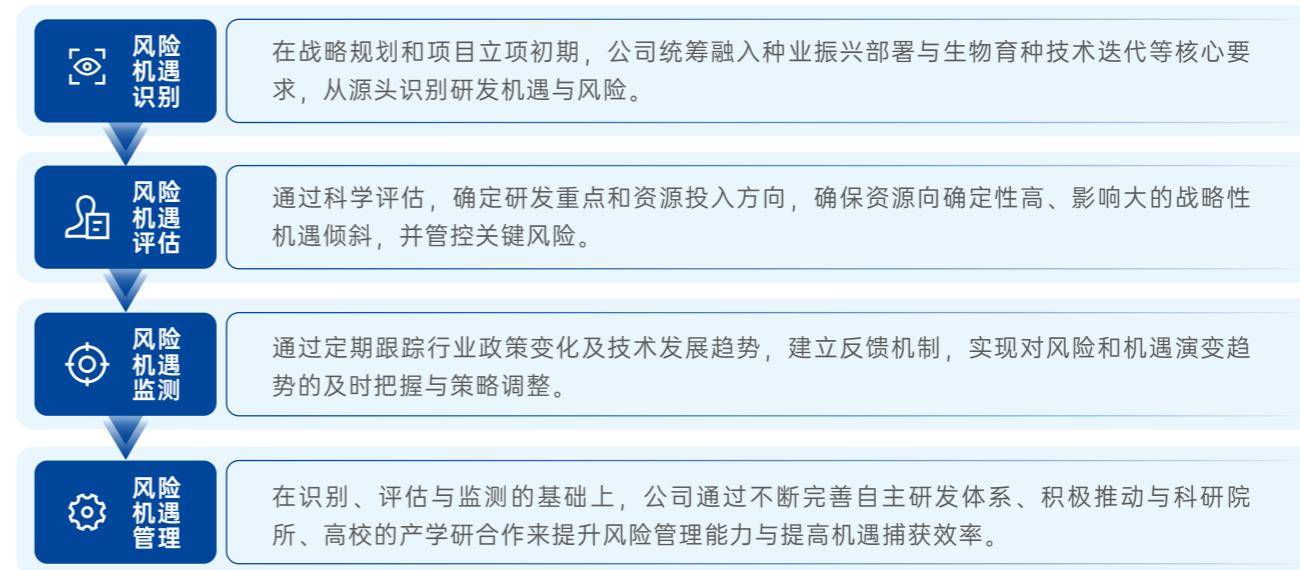 风险
机遇
识别
在战略规划和项目立项初期，公司统筹融入种业振兴部署与生物育种技术迭代等核心要
求，从源头识别研发机遇与风险。
风险
机遇
评估
通过科学评估，确定研发重点和资源投入方向，确保资源向确定性高、影响大的战略性
机遇倾斜，并管控关键风险。
风险
机遇
监测
通过定期跟踪行业政策变化及技术发展趋势，建立反馈机制，实现对风险和机遇演变趋
势的及时把握与策略调整。
风险
机遇
管理
在识别、评估与监测的基础上，公司通过不断完善自主研发体系、积极推动与科研院
所、高校的产学研合作来提升风险管理能力与提高机遇捕获效率。